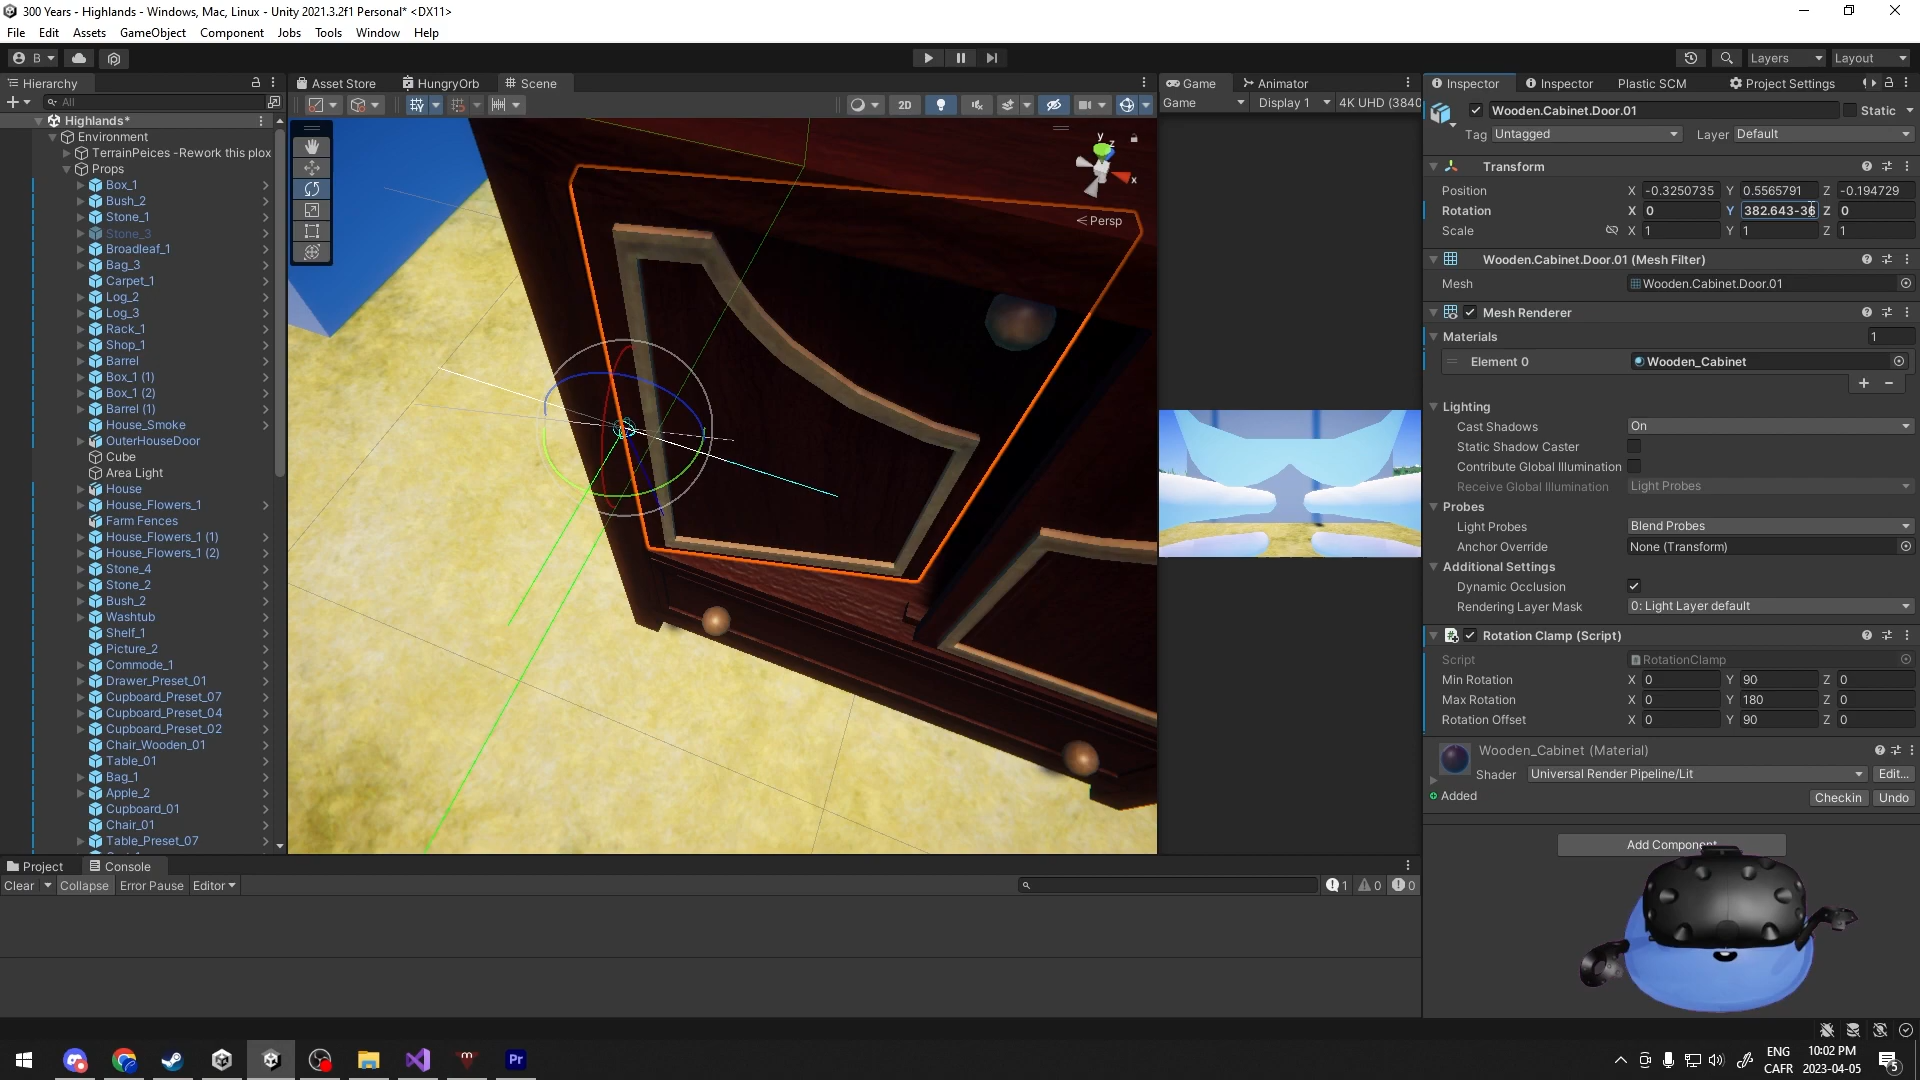 300 Years - Highlands - Windows, Mac, Linux - Unity 2021.3.2f1 Personal* <DX11>
File Edit Assets GameObject Component Jobs Tools Window Help
B Layers Layout
Hierarchy Asset Store HungryOrb Scene Game Animator Inspector Inspector Plastic SCM Project Settings
All 2D Game Display 1 4K UHD (3840
Highlands*
Environment
TerrainPeices -Rework this plox
Props
Box_1
Bush_2
Stone_1
Stone_3
Broadleaf_1
Bag_3
Carpet_1
Log_2
Log_3
Rack_1
Shop_1
Barrel
Box_1 (1)
Box_1 (2)
Barrel (1)
House_Smoke
OuterHouseDoor
Cube
Area Light
House
House_Flowers_1
Farm Fences
House_Flowers_1 (1)
House_Flowers_1 (2)
Stone_4
Stone_2
Bush_2
Washtub
Shelf_1
Picture_2
Commode_1
Drawer_Preset_01
Cupboard_Preset_07
Cupboard_Preset_04
Cupboard_Preset_02
Chair_Wooden_01
Table_01
Bag_1
Apple_2
Cupboard_01
Chair_01
Table_Preset_07
y
z
x
Persp
Wooden.Cabinet.Door.01 Static
Tag Untagged Layer Default
Transform
Position X -0.3250735 Y 0.5565791 Z -0.194729
Rotation X 0 Y 382.643-36 Z 0
Scale X 1 Y 1 Z 1
Wooden.Cabinet.Door.01 (Mesh Filter)
Mesh Wooden.Cabinet.Door.01
Mesh Renderer
Materials 1
Element 0 Wooden_Cabinet
Lighting
Cast Shadows On
Static Shadow Caster
Contribute Global Illumination
Receive Global Illumination Light Probes
Probes
Light Probes Blend Probes
Anchor Override None (Transform)
Additional Settings
Dynamic Occlusion
Rendering Layer Mask 0: Light Layer default
Rotation Clamp (Script)
Script RotationClamp
Min Rotation X 0 Y 90 Z 0
Max Rotation X 0 Y 180 Z 0
Rotation Offset X 0 Y 90 Z 0
Wooden_Cabinet (Material)
Shader Universal Render Pipeline/Lit Edit...
Added Checkin Undo
Add Component
Project Console
Clear Collapse Error Pause Editor 1 0 0
Pr
ENG 10:02 PM
CAFR 2023-04-05 5